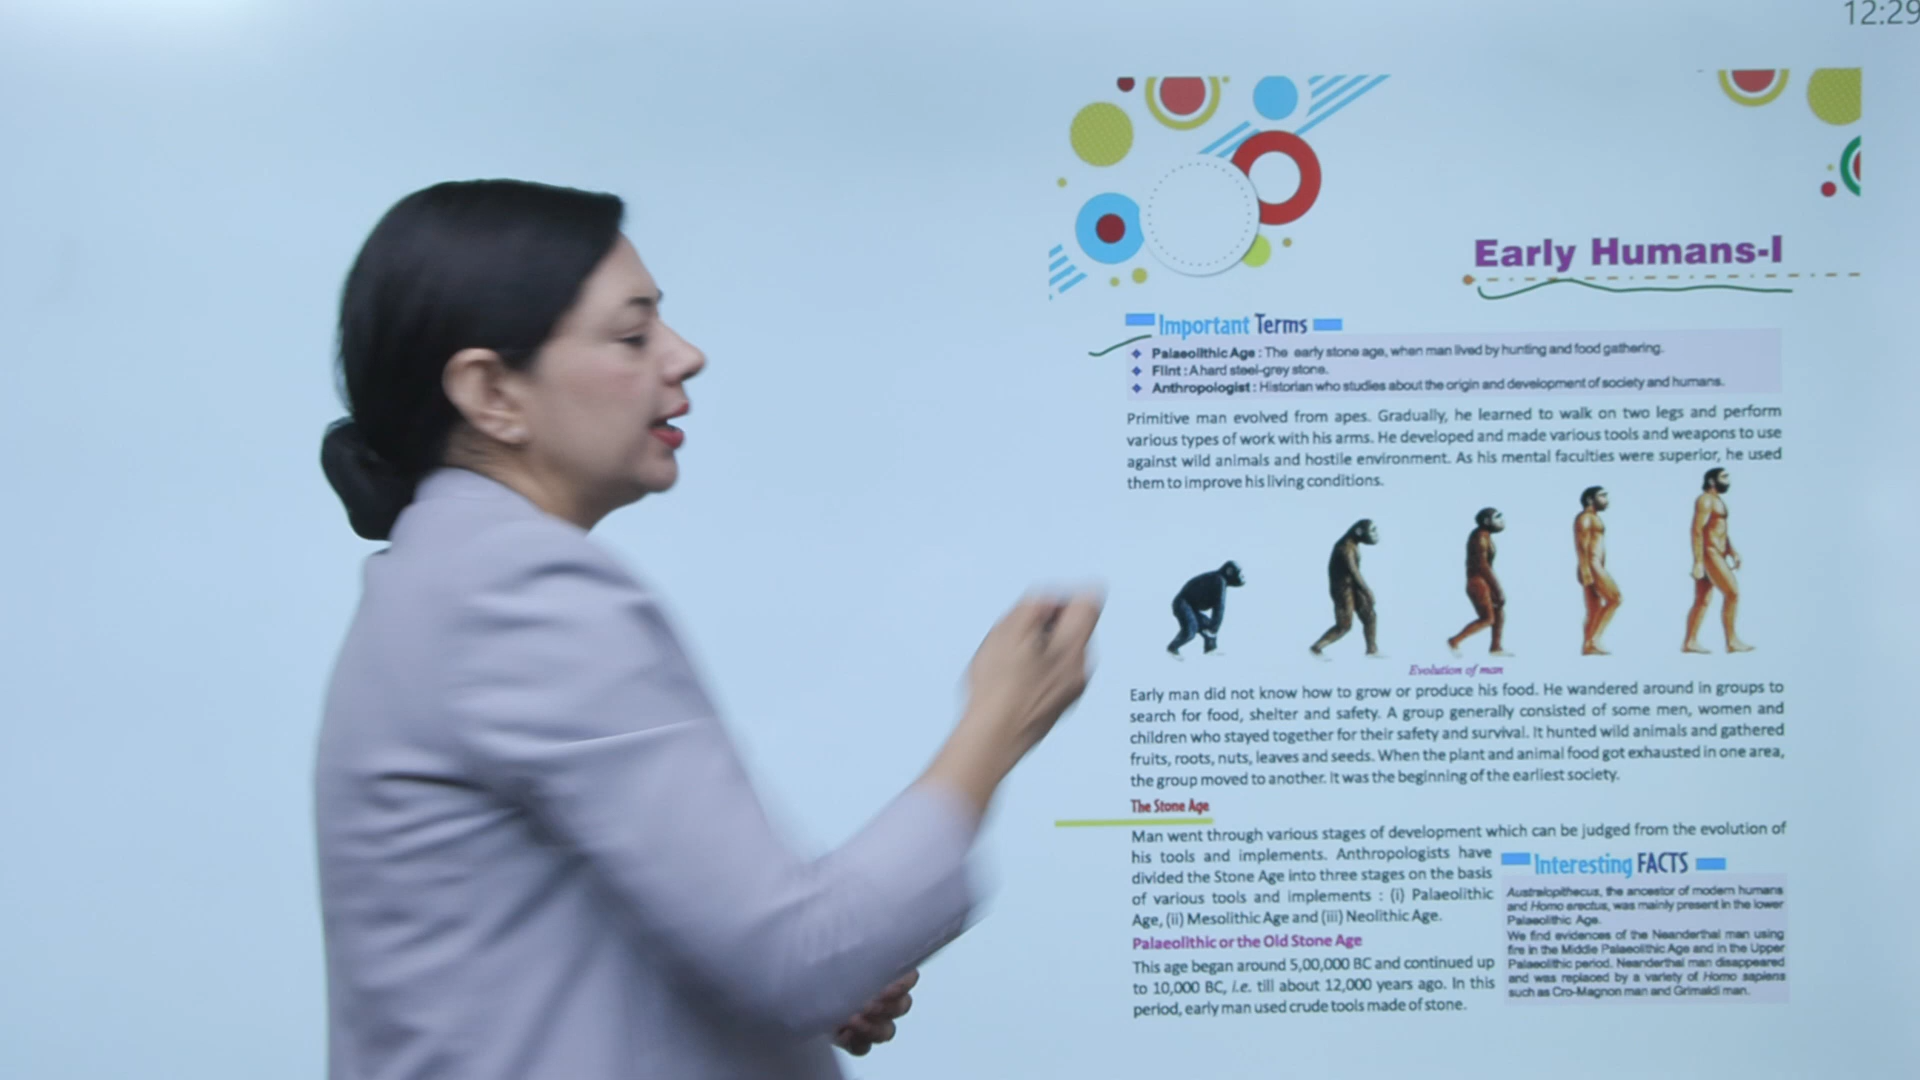 12:29
Early Humans-I
Important Terms
Palaeolithic Age : The early stone age, when man lived by hunting and food gathering.
Flint : A hard steel-grey stone.
Anthropologist : Historian who studies about the origin and development of society and humans.
Primitive man evolved from apes. Gradually, he learned to walk on two legs and perform
various types of work with his arms. He developed and made various tools and weapons to use
against wild animals and hostile environment. As his mental faculties were superior, he used
them to improve his living conditions.
Evolution of man
Early man did not know how to grow or produce his food. He wandered around in groups to
search for food, shelter and safety. A group generally consisted of some men, women and
children who stayed together for their safety and survival. It hunted wild animals and gathered
fruits, roots, nuts, leaves and seeds. When the plant and animal food got exhausted in one area,
the group moved to another. It was the beginning of the earliest society.
The Stone Age
Man went through various stages of development which can be judged from the evolution of
his tools and implements. Anthropologists have
divided the Stone Age into three stages on the basis
of various tools and implements : (i) Palaeolithic
Age, (ii) Mesolithic Age and (iii) Neolithic Age.
Palaeolithic or the Old Stone Age
This age began around 5,00,000 BC and continued up
to 10,000 BC, i.e. till about 12,000 years ago. In this
period, early man used crude tools made of stone.
Interesting FACTS
Australopithecus, the ancestor of modern humans
and Homo erectus, was mainly present in the lower
Palaeolithic Age.
We find evidences of the Neanderthal man using
fire in the Middle Palaeolithic Age and in the Upper
Palaeolithic period. Neanderthal man disappeared
and was replaced by a variety of Homo sapiens
such as Cro-Magnon man and Grimaldi man.